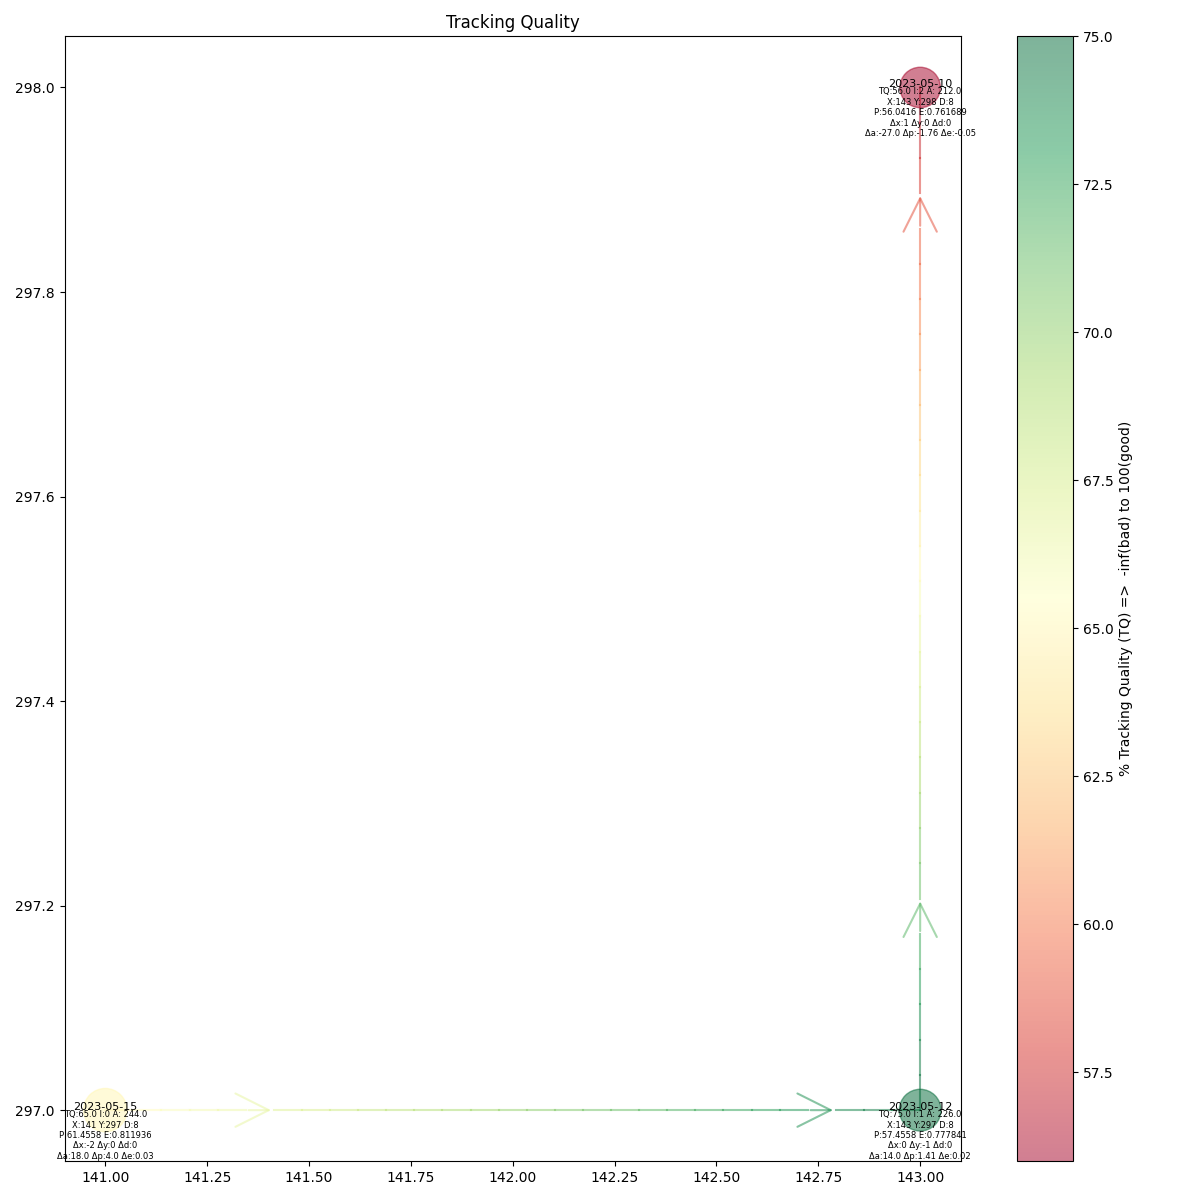 Tracking Quality
298.0
297.8
297.6
297.4
297.2
297.0
2023-05-10
TQ:56.0 I:2 A: 212.0
X:143 Y:298 D:8
P:56.0416 E:0.761689
Δx:1 Δy:0 Δd:0
Δa:-27.0 Δp:-1.76 Δe:-0.05
2023-05-15
TQ:65.0 I:0 A: 244.0
X:141 Y:297 D:8
P:61.4558 E:0.811936
Δx:-2 Δy:0 Δd:0
Δa:18.0 Δp:4.0 Δe:0.03
2023-05-12
TQ:75.0 I:1 A: 226.0
X:143 Y:297 D:8
P:57.4558 E:0.777841
Δx:0 Δy:-1 Δd:0
Δa:14.0 Δp:1.41 Δe:0.02
141.00 141.25 141.50 141.75 142.00 142.25 142.50 142.75 143.00
75.0
72.5
70.0
67.5
65.0
62.5
60.0
57.5
% Tracking Quality (TQ) => -inf(bad) to 100(good)